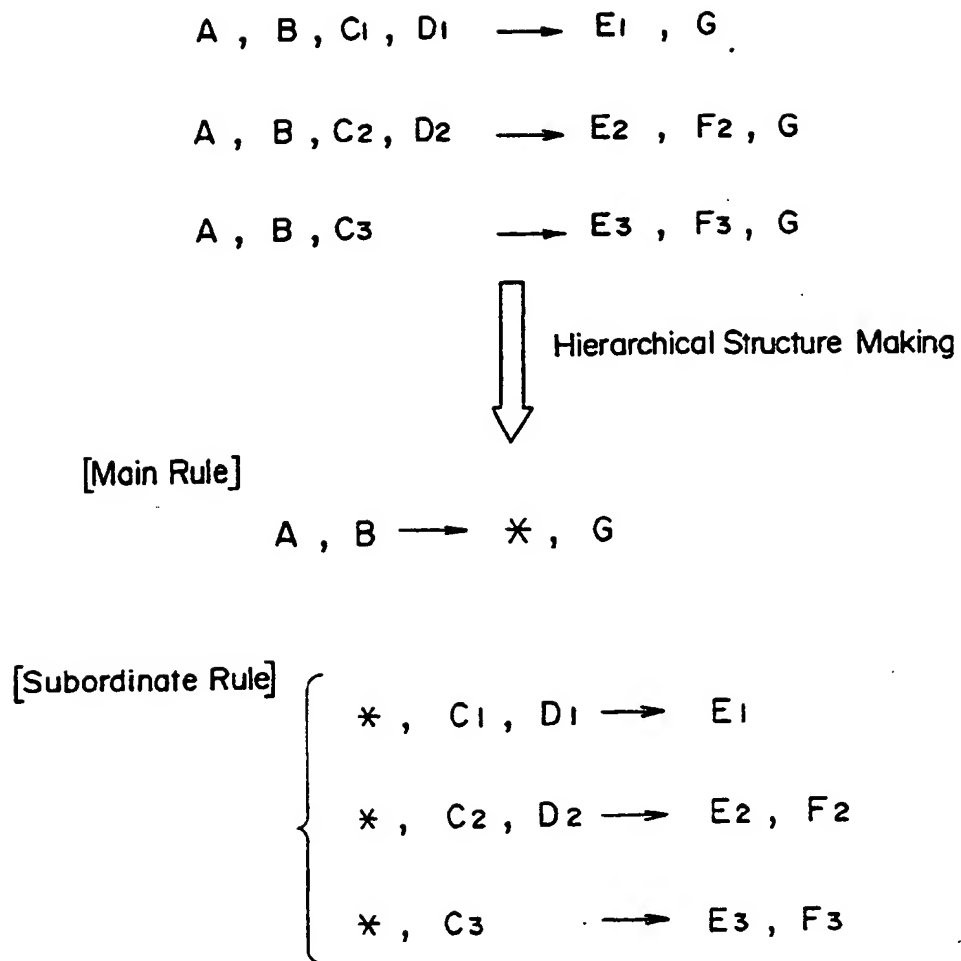 A , B , C1 , D1 → E1 , G
A , B , C2 , D2 → E2 , F2 , G
A , B , C3 → E3 , F3 , G
Hierarchical Structure Making
[Main Rule]
A , B → * , G
[Subordinate Rule]
* , C1 , D1 → E1
* , C2 , D2 → E2 , F2
* , C3 → E3 , F3